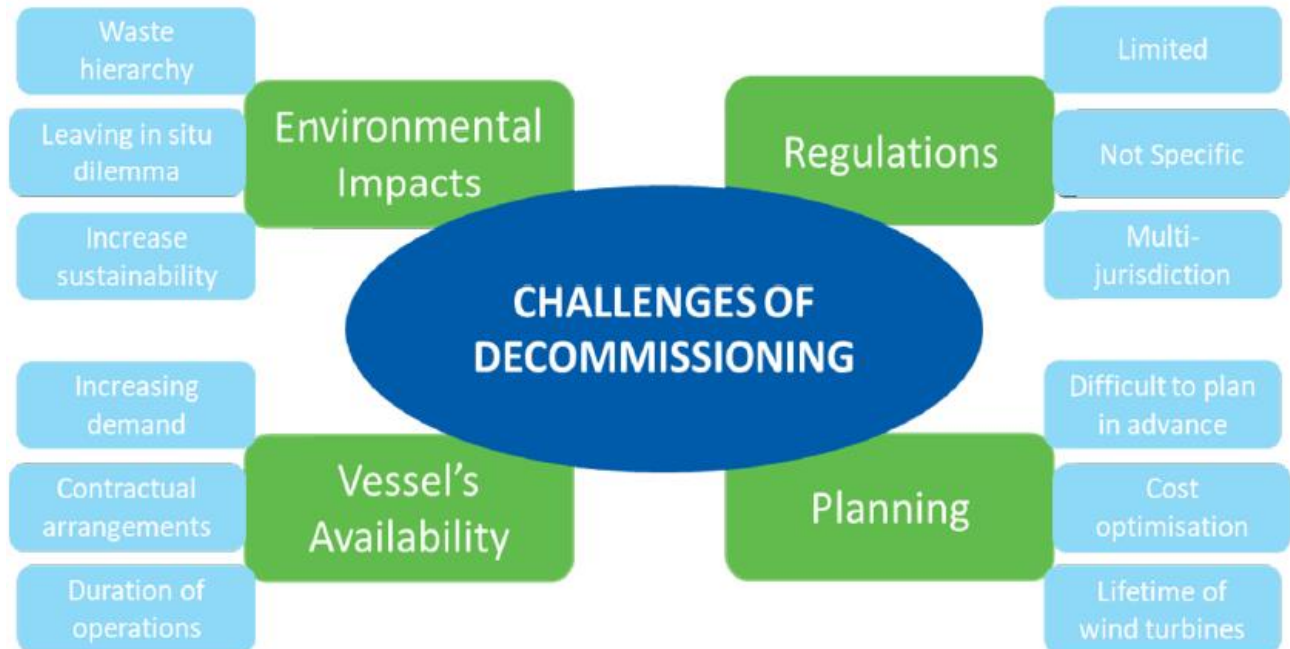 Waste
hierarchy
Leaving in situ
dilemma
Increase
sustainability
Environmental
Impacts
Regulations
Limited
Not Specific
Multi-
jurisdiction
CHALLENGES OF
DECOMMISSIONING
Increasing
demand
Contractual
arrangements
Duration of
operations
Vessel's
Availability
Planning
Difficult to plan
in advance
Cost
optimisation
Lifetime of
wind turbines